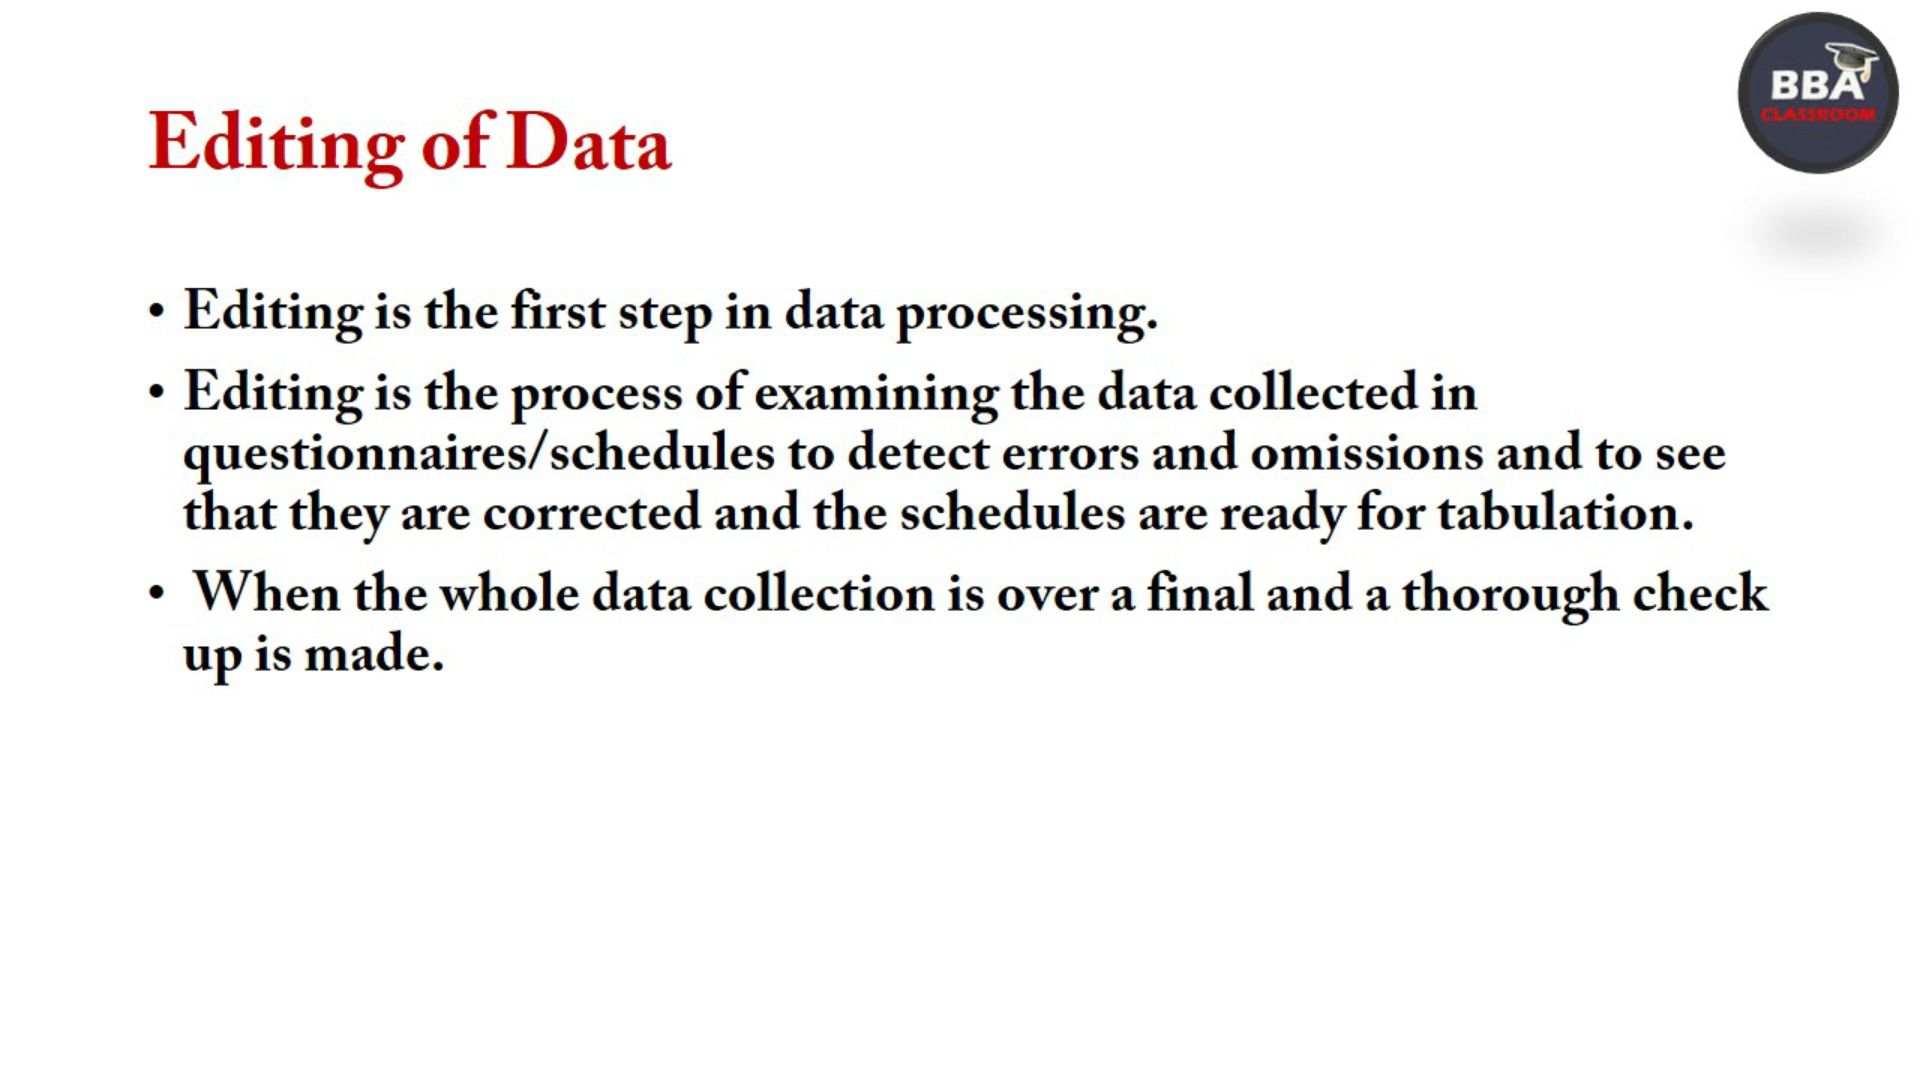 BBA
CLASSROOM
Editing of Data
• Editing is the first step in data processing.
• Editing is the process of examining the data collected in
questionnaires/schedules to detect errors and omissions and to see
that they are corrected and the schedules are ready for tabulation.
• When the whole data collection is over a final and a thorough check
up is made.